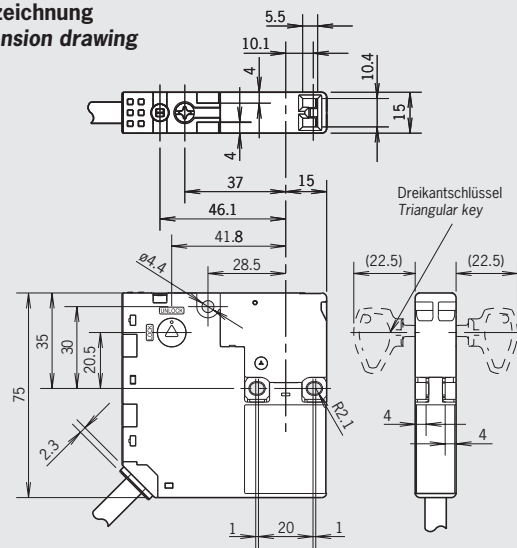 zeichnung
ension drawing
5.5
10.1
4
10.4
15
4
37
15
46.1
41.8
28.5
ø4.4
Dreikantschlüssel
Triangular key
(22.5)
(22.5)
UNLOCK
LOCK
75
35
30
20.5
R2.1
2.3
4
4
1
20
1